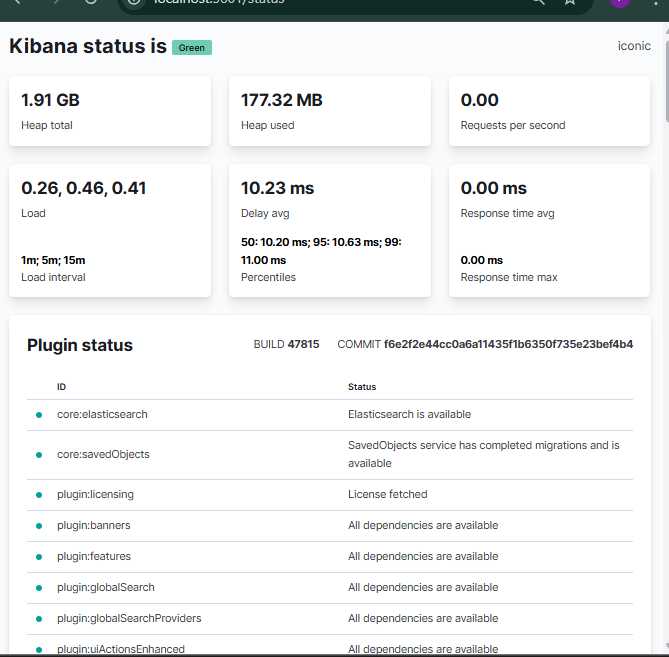 Kibana status is Green
iconic
1.91 GB
Heap total
177.32 MB
Heap used
0.00
Requests per second
0.26, 0.46, 0.41
Load
1m; 5m; 15m
Load interval
10.23 ms
Delay avg
50: 10.20 ms; 95: 10.63 ms; 99:
11.00 ms
Percentiles
0.00 ms
Response time avg
0.00 ms
Response time max
Plugin status
BUILD 47815
COMMIT f6e2f2e44cc0a6a11435f1b6350f735e23bef4b4
ID Status
core:elasticsearch Elasticsearch is available
core:savedObjects SavedObjects service has completed migrations and is
available
plugin:licensing License fetched
plugin:banners All dependencies are available
plugin:features All dependencies are available
plugin:globalSearch All dependencies are available
plugin:globalSearchProviders All dependencies are available
plugin:uiActionsEnhanced All dependencies are available